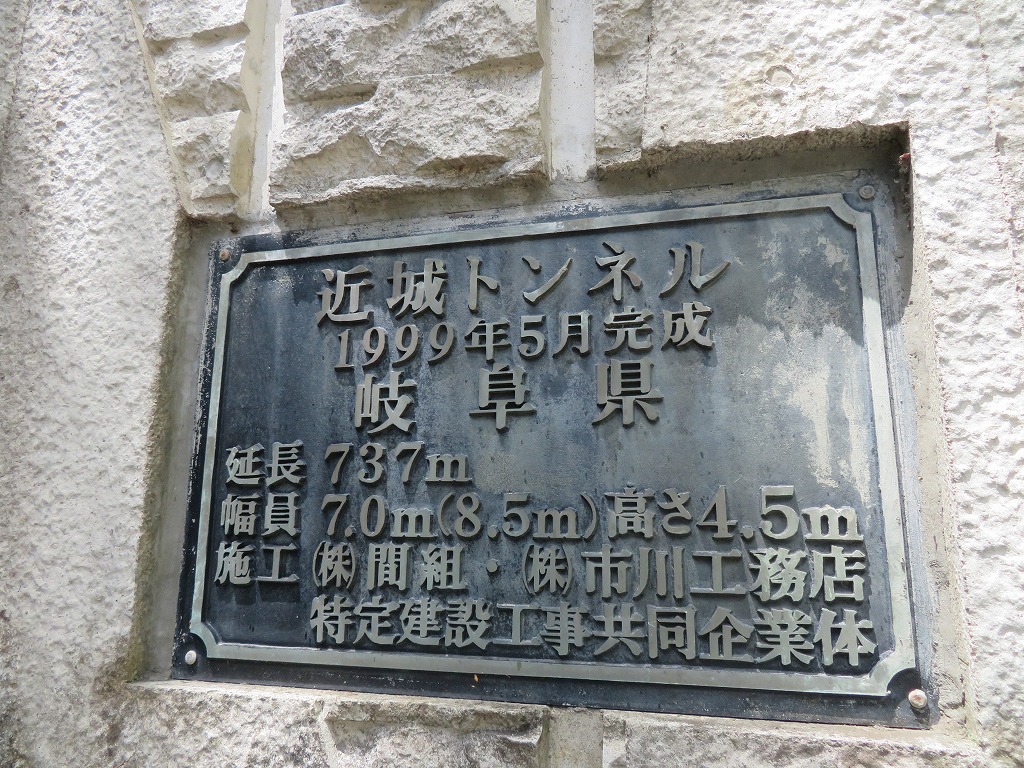 近城トンネル
1999年5月完成
岐阜県
延長 737m
幅員 7.0m(8.5m)高さ4.5m
施工 ㈱間組・㈱市川工務店
特定建設工事共同企業体